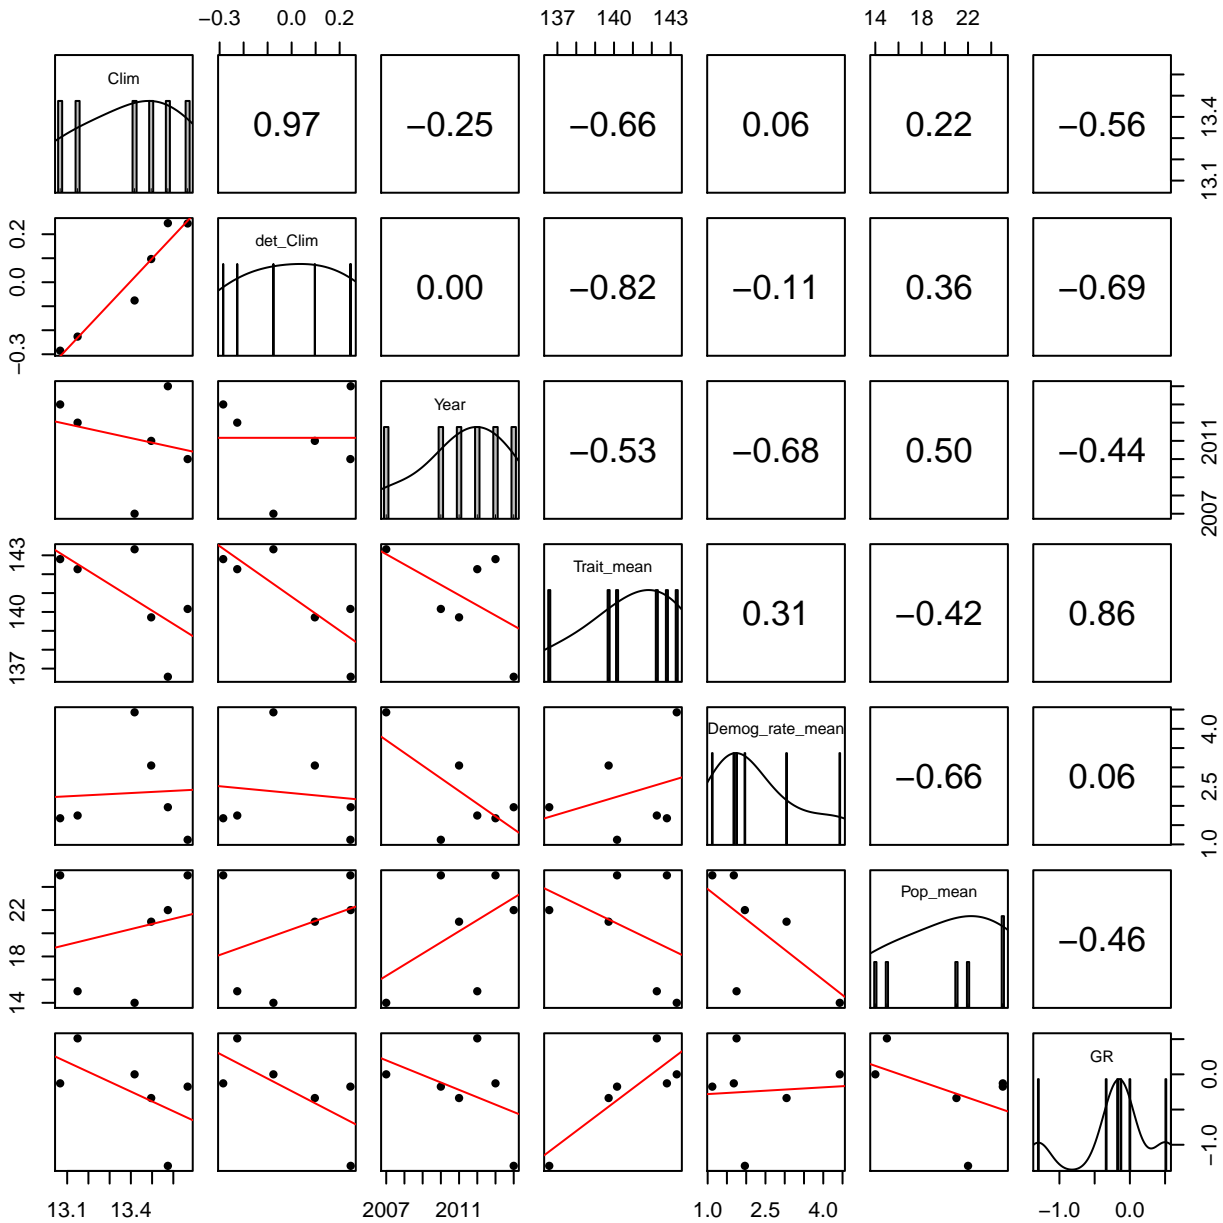 −0.3 0.0 0.2 137 140 143 14 18 22
Clim 0.97 −0.25 −0.66 0.06 0.22 −0.56 13.1 13.4
−0.3 0.0 0.2 det_Clim 0.00 −0.82 −0.11 0.36 −0.69
Year −0.53 −0.68 0.50 −0.44 2007 2011
137 140 143 Trait_mean 0.31 −0.42 0.86
Demog_rate_mean −0.66 0.06 1.0 2.5 4.0
14 18 22 Pop_mean −0.46
GR −1.0 0.0
13.1 13.4 2007 2011 1.0 2.5 4.0 −1.0 0.0